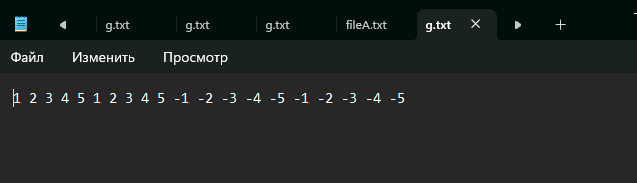 g.txt g.txt g.txt fileA.txt g.txt
Файл Изменить Просмотр
1 2 3 4 5 1 2 3 4 5 -1 -2 -3 -4 -5 -1 -2 -3 -4 -5